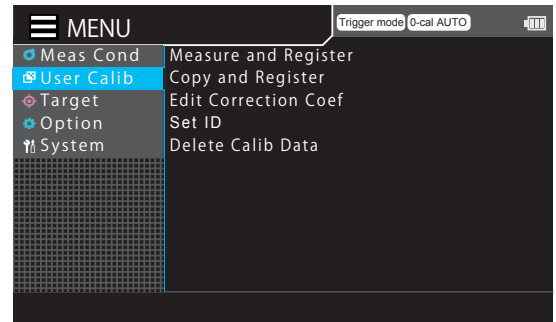 MENU
Trigger mode 0-cal AUTO
Meas Cond
User Calib
Target
Option
System
Measure and Register
Copy and Register
Edit Correction Coef
Set ID
Delete Calib Data